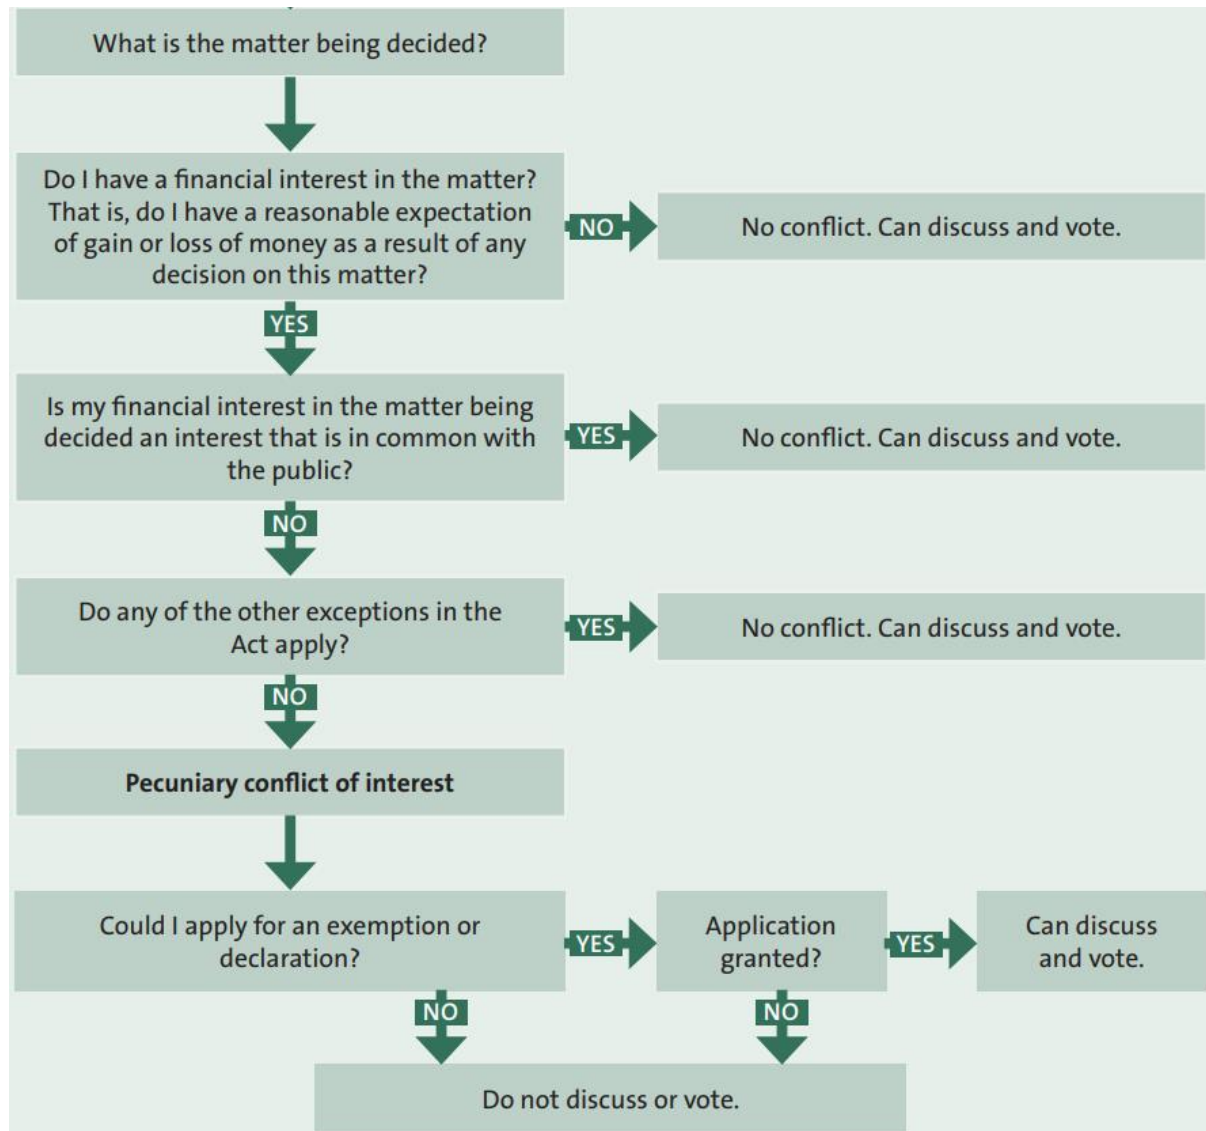 What is the matter being decided?
Do I have a financial interest in the matter?
That is, do I have a reasonable expectation
of gain or loss of money as a result of any
decision on this matter?
NO
No conflict. Can discuss and vote.
YES
Is my financial interest in the matter being
decided an interest that is in common with
the public?
YES
No conflict. Can discuss and vote.
NO
Do any of the other exceptions in the
Act apply?
YES
No conflict. Can discuss and vote.
NO
Pecuniary conflict of interest
Could I apply for an exemption or
declaration?
YES
Application
granted?
YES
Can discuss
and vote.
NO
NO
Do not discuss or vote.